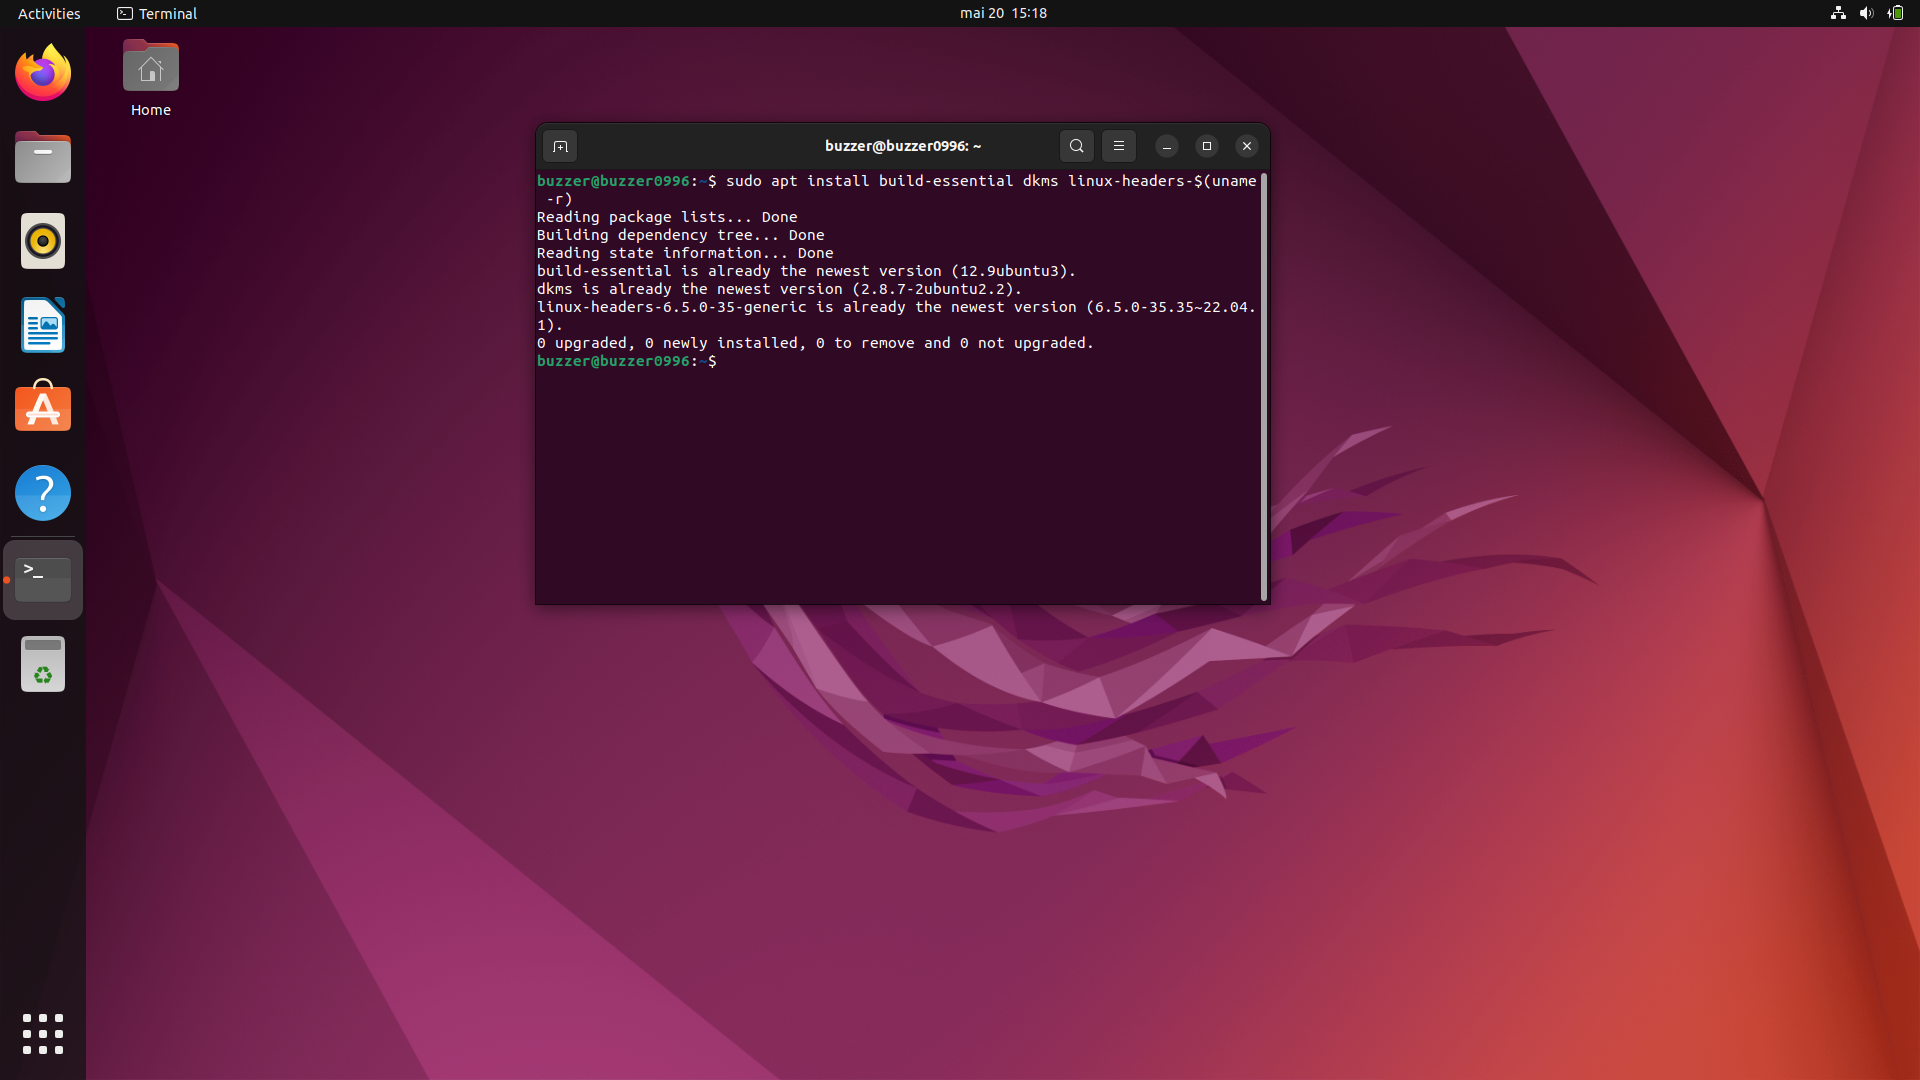 Activities
Terminal
mai 20 15:18
Home
buzzer@buzzer0996: ~
buzzer@buzzer0996:~$ sudo apt install build-essential dkms linux-headers-$(uname
-r)
Reading package lists... Done
Building dependency tree... Done
Reading state information... Done
build-essential is already the newest version (12.9ubuntu3).
dkms is already the newest version (2.8.7-2ubuntu2.2).
linux-headers-6.5.0-35-generic is already the newest version (6.5.0-35.35~22.04.
1).
0 upgraded, 0 newly installed, 0 to remove and 0 not upgraded.
buzzer@buzzer0996:~$